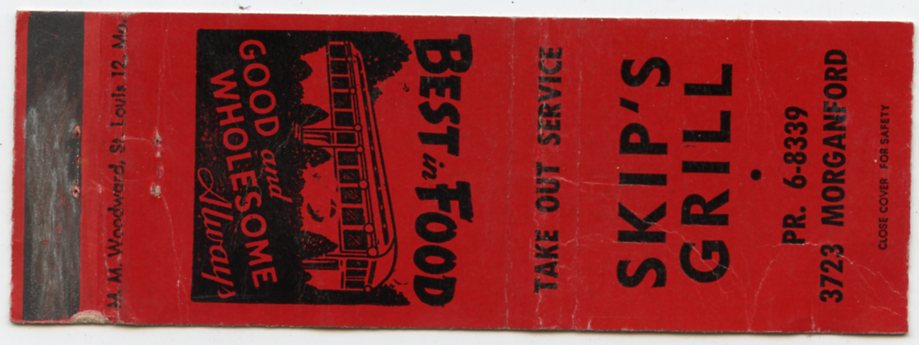 SKIP'S
GRILL
PR. 6-8339
3723 MORGANFORD
CLOSE COVER FOR SAFETY
TAKE OUT SERVICE
BEST in FOOD
GOOD and
WHOLESOME
Always
M. M. Woodward, St. Louis 12, Mo.